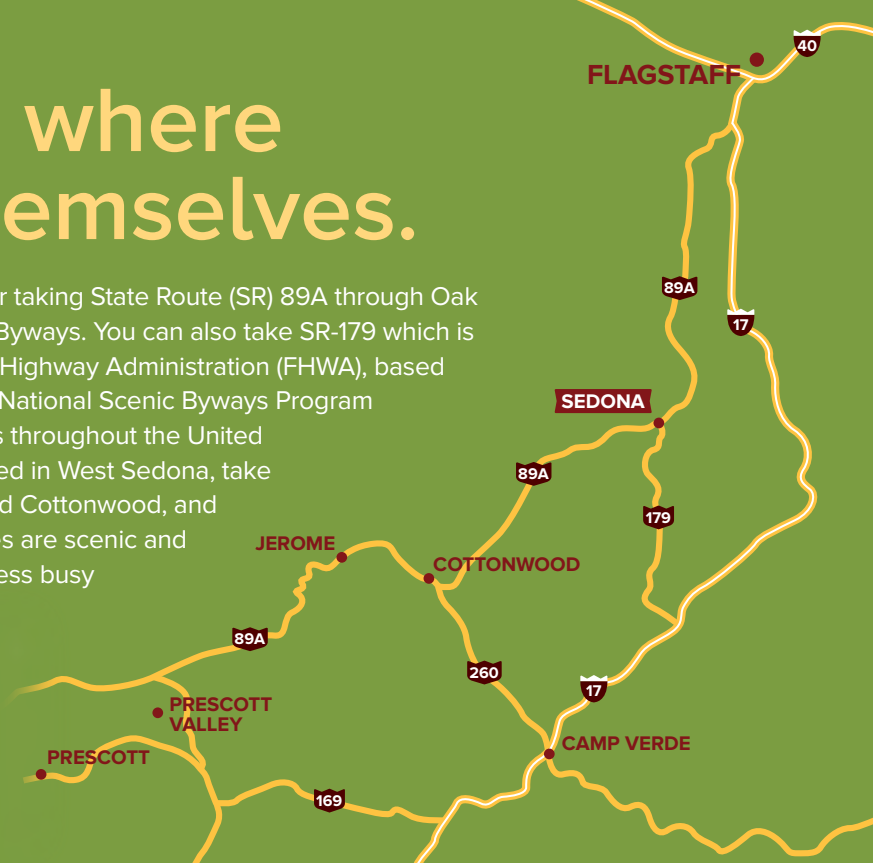 where
emselves.
r taking State Route (SR) 89A through Oak
Byways. You can also take SR-179 which is
Highway Administration (FHWA), based
National Scenic Byways Program
s throughout the United
ed in West Sedona, take
d Cottonwood, and
es are scenic and
ess busy
40
FLAGSTAFF
89A
17
SEDONA
89A
179
JEROME
COTTONWOOD
89A
260
17
PRESCOTT
VALLEY
CAMP VERDE
PRESCOTT
169